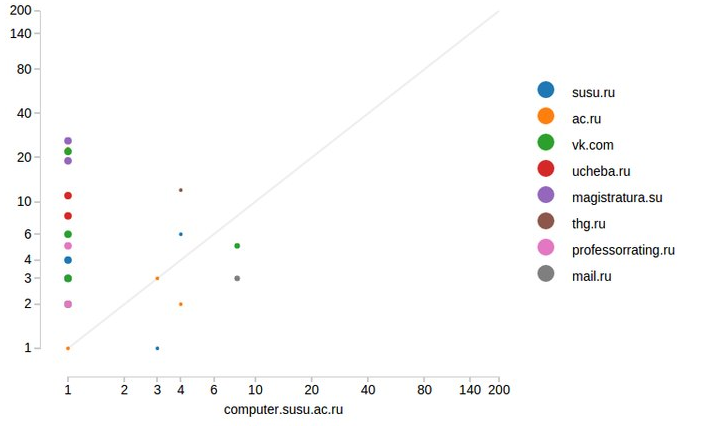 200
140
80
40
20
10
6
4
3
2
1
1 2 3 4 6 10 20 40 80 140 200
computer.susu.ac.ru
susu.ru
ac.ru
vk.com
ucheba.ru
magistratura.su
thg.ru
professorrating.ru
mail.ru